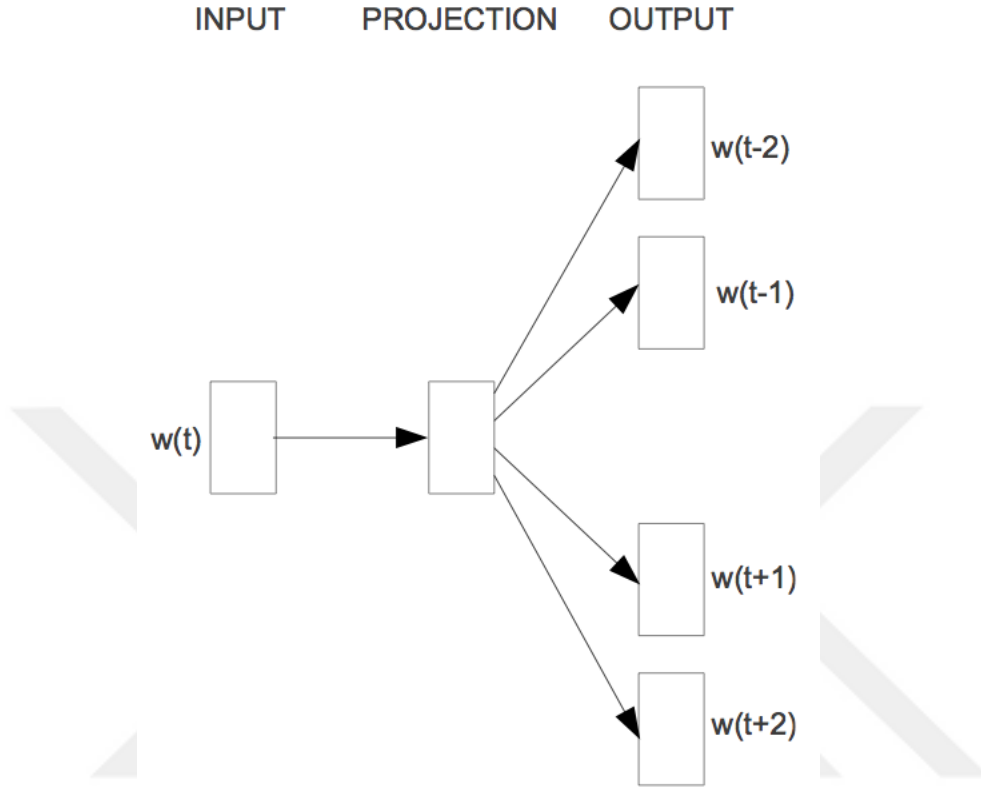 INPUT PROJECTION OUTPUT
w(t-2)
w(t-1)
w(t)
w(t+1)
w(t+2)